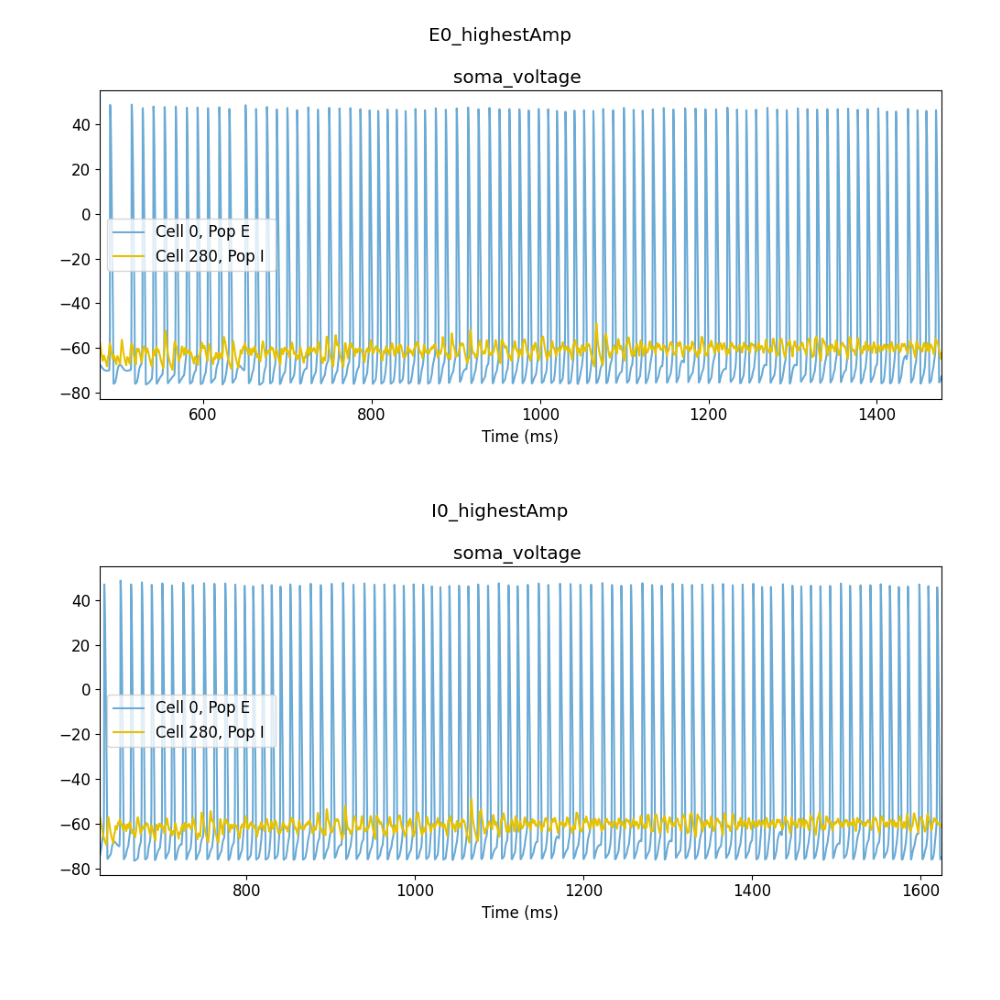 E0_highestAmp
soma_voltage
40
20
0
−20
−40
−60
−80
Cell 0, Pop E
Cell 280, Pop I
600 800 1000 1200 1400
Time (ms)
I0_highestAmp
soma_voltage
40
20
0
−20
−40
−60
−80
Cell 0, Pop E
Cell 280, Pop I
800 1000 1200 1400 1600
Time (ms)